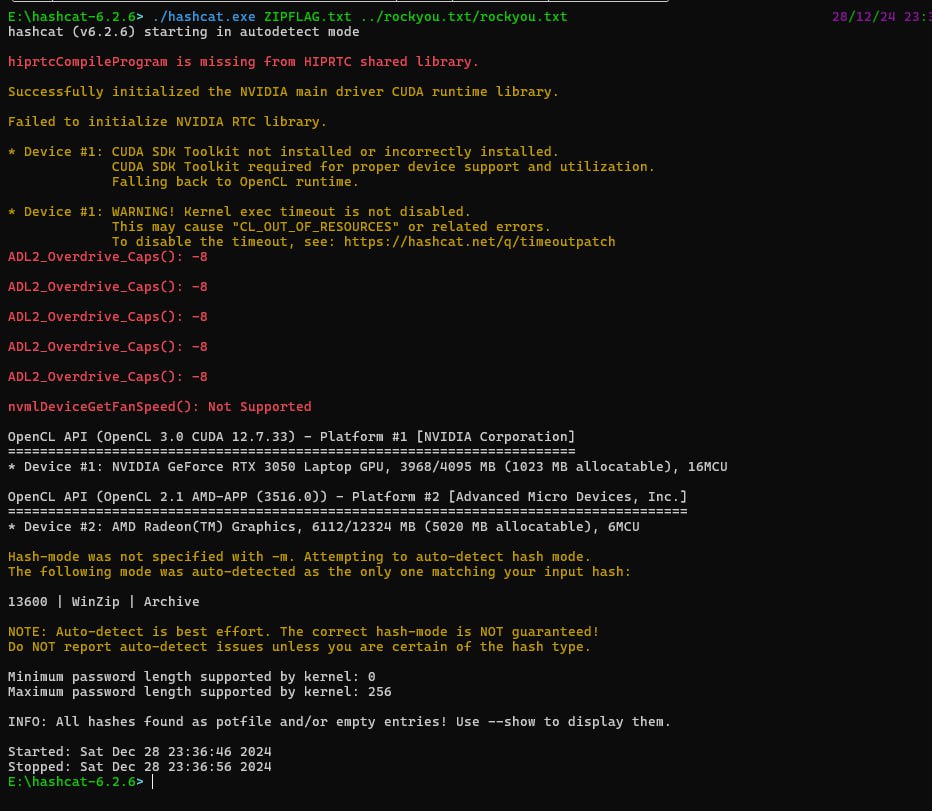 E:\hashcat-6.2.6> ./hashcat.exe ZIPFLAG.txt ../rockyou.txt/rockyou.txt 28/12/24 23:
hashcat (v6.2.6) starting in autodetect mode
hiprtcCompileProgram is missing from HIPRTC shared library.
Successfully initialized the NVIDIA main driver CUDA runtime library.
Failed to initialize NVIDIA RTC library.
* Device #1: CUDA SDK Toolkit not installed or incorrectly installed.
CUDA SDK Toolkit required for proper device support and utilization.
Falling back to OpenCL runtime.
* Device #1: WARNING! Kernel exec timeout is not disabled.
This may cause "CL_OUT_OF_RESOURCES" or related errors.
To disable the timeout, see: https://hashcat.net/q/timeoutpatch
ADL2_Overdrive_Caps(): -8
ADL2_Overdrive_Caps(): -8
ADL2_Overdrive_Caps(): -8
ADL2_Overdrive_Caps(): -8
ADL2_Overdrive_Caps(): -8
nvmlDeviceGetFanSpeed(): Not Supported
OpenCL API (OpenCL 3.0 CUDA 12.7.33) - Platform #1 [NVIDIA Corporation]
=======================================================================
* Device #1: NVIDIA GeForce RTX 3050 Laptop GPU, 3968/4095 MB (1023 MB allocatable), 16MCU
OpenCL API (OpenCL 2.1 AMD-APP (3516.0)) - Platform #2 [Advanced Micro Devices, Inc.]
=====================================================================================
* Device #2: AMD Radeon(TM) Graphics, 6112/12324 MB (5020 MB allocatable), 6MCU
Hash-mode was not specified with -m. Attempting to auto-detect hash mode.
The following mode was auto-detected as the only one matching your input hash:
13600 | WinZip | Archive
NOTE: Auto-detect is best effort. The correct hash-mode is NOT guaranteed!
Do NOT report auto-detect issues unless you are certain of the hash type.
Minimum password length supported by kernel: 0
Maximum password length supported by kernel: 256
INFO: All hashes found as potfile and/or empty entries! Use --show to display them.
Started: Sat Dec 28 23:36:46 2024
Stopped: Sat Dec 28 23:36:56 2024
E:\hashcat-6.2.6>